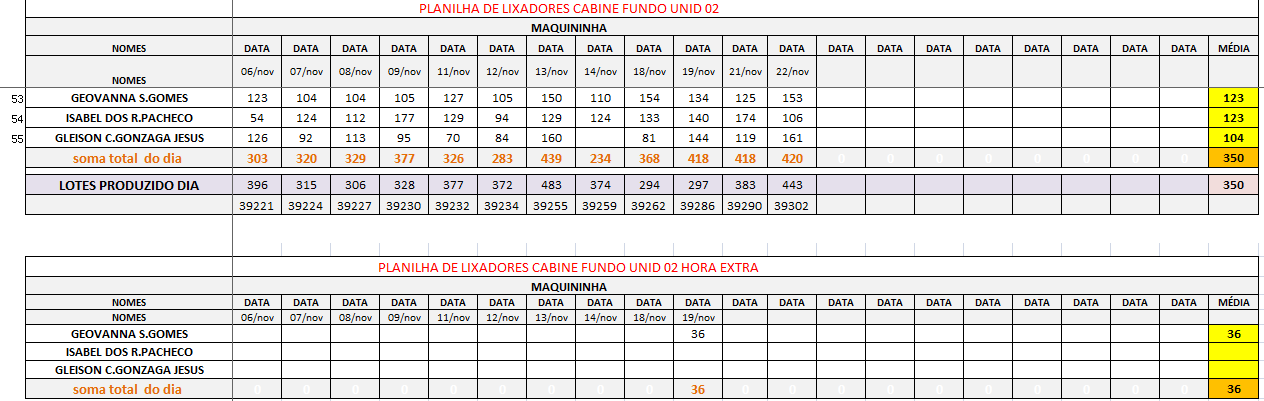 PLANILHA DE LIXADORES CABINE FUNDO UNID 02
MAQUININHA
NOMES DATA DATA DATA DATA DATA DATA DATA DATA DATA DATA DATA DATA DATA DATA DATA DATA DATA DATA DATA DATA MÉDIA
NOMES 06/nov 07/nov 08/nov 09/nov 11/nov 12/nov 13/nov 14/nov 18/nov 19/nov 21/nov 22/nov
53 GEOVANNA S.GOMES 123 104 104 105 127 105 150 110 154 134 125 153 123
54 ISABEL DOS R.PACHECO 54 124 112 177 129 94 129 124 133 140 174 106 123
55 GLEISON C.GONZAGA JESUS 126 92 113 95 70 84 160 81 144 119 161 104
soma total do dia 303 320 329 377 326 283 439 234 368 418 418 420 0 0 0 0 0 0 0 0 350
LOTES PRODUZIDO DIA 396 315 306 328 377 372 483 374 294 297 383 443 350
39221 39224 39227 39230 39232 39234 39255 39259 39262 39286 39290 39302
PLANILHA DE LIXADORES CABINE FUNDO UNID 02 HORA EXTRA
MAQUININHA
NOMES DATA DATA DATA DATA DATA DATA DATA DATA DATA DATA DATA DATA DATA DATA DATA DATA DATA DATA DATA DATA MÉDIA
NOMES 06/nov 07/nov 08/nov 09/nov 11/nov 12/nov 13/nov 14/nov 18/nov 19/nov
GEOVANNA S.GOMES 36 36
ISABEL DOS R.PACHECO
GLEISON C.GONZAGA JESUS
soma total do dia 0 0 0 0 0 0 0 0 0 36 0 0 0 0 0 0 0 0 0 0 36